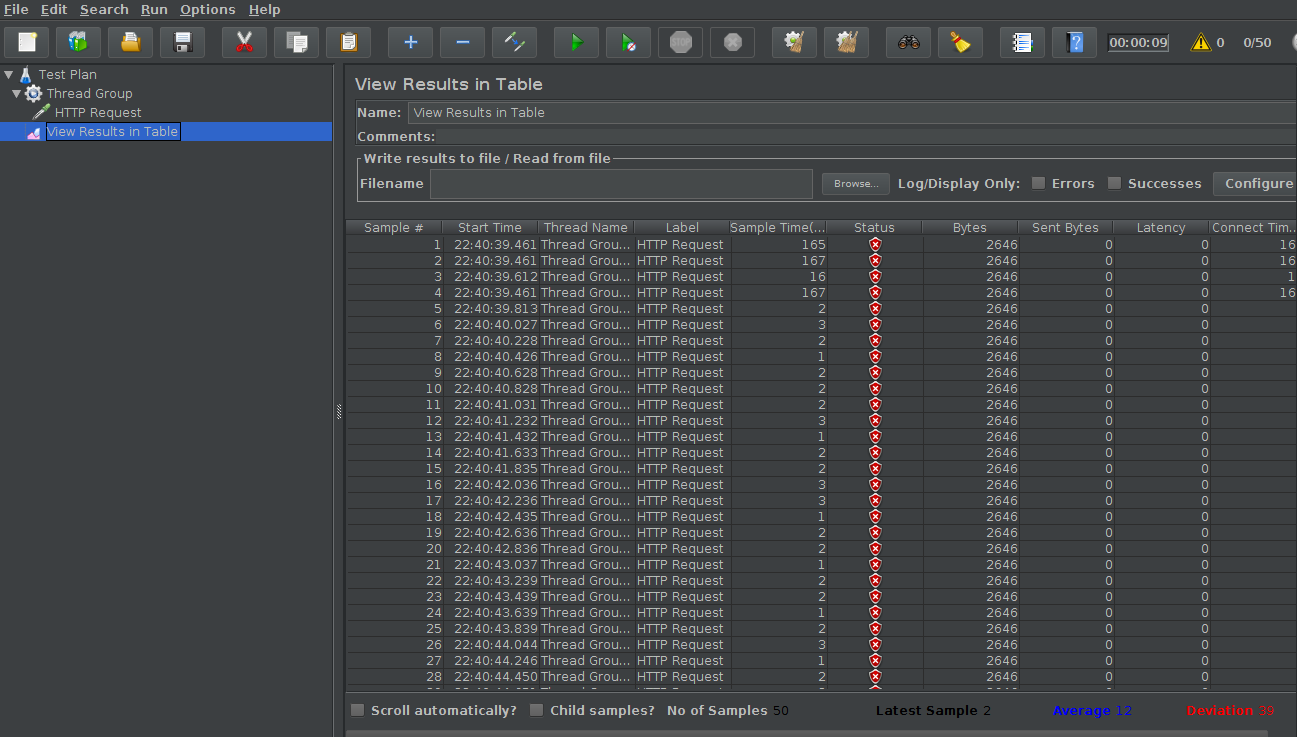 File Edit Search Run Options Help
STOP 00:00:09 0 0/50
Test Plan
Thread Group
HTTP Request
View Results in Table
View Results in Table
Name: View Results in Table
Comments:
Write results to file / Read from file
Filename Browse... Log/Display Only: Errors Successes Configure
Sample # Start Time Thread Name Label Sample Time(... Status Bytes Sent Bytes Latency Connect Tim...
1 22:40:39.461 Thread Grou... HTTP Request 165 2646 0 0 16
2 22:40:39.461 Thread Grou... HTTP Request 167 2646 0 0 16
3 22:40:39.612 Thread Grou... HTTP Request 16 2646 0 0 1
4 22:40:39.461 Thread Grou... HTTP Request 167 2646 0 0 16
5 22:40:39.813 Thread Grou... HTTP Request 2 2646 0 0
6 22:40:40.027 Thread Grou... HTTP Request 3 2646 0 0
7 22:40:40.228 Thread Grou... HTTP Request 2 2646 0 0
8 22:40:40.426 Thread Grou... HTTP Request 1 2646 0 0
9 22:40:40.628 Thread Grou... HTTP Request 2 2646 0 0
10 22:40:40.828 Thread Grou... HTTP Request 2 2646 0 0
11 22:40:41.031 Thread Grou... HTTP Request 2 2646 0 0
12 22:40:41.232 Thread Grou... HTTP Request 3 2646 0 0
13 22:40:41.432 Thread Grou... HTTP Request 1 2646 0 0
14 22:40:41.633 Thread Grou... HTTP Request 2 2646 0 0
15 22:40:41.835 Thread Grou... HTTP Request 2 2646 0 0
16 22:40:42.036 Thread Grou... HTTP Request 3 2646 0 0
17 22:40:42.236 Thread Grou... HTTP Request 3 2646 0 0
18 22:40:42.435 Thread Grou... HTTP Request 1 2646 0 0
19 22:40:42.636 Thread Grou... HTTP Request 2 2646 0 0
20 22:40:42.836 Thread Grou... HTTP Request 2 2646 0 0
21 22:40:43.037 Thread Grou... HTTP Request 1 2646 0 0
22 22:40:43.239 Thread Grou... HTTP Request 2 2646 0 0
23 22:40:43.439 Thread Grou... HTTP Request 2 2646 0 0
24 22:40:43.639 Thread Grou... HTTP Request 1 2646 0 0
25 22:40:43.839 Thread Grou... HTTP Request 2 2646 0 0
26 22:40:44.044 Thread Grou... HTTP Request 3 2646 0 0
27 22:40:44.246 Thread Grou... HTTP Request 1 2646 0 0
28 22:40:44.450 Thread Grou... HTTP Request 2 2646 0 0
Scroll automatically? Child samples? No of Samples 50 Latest Sample 2 Average 12 Deviation 39